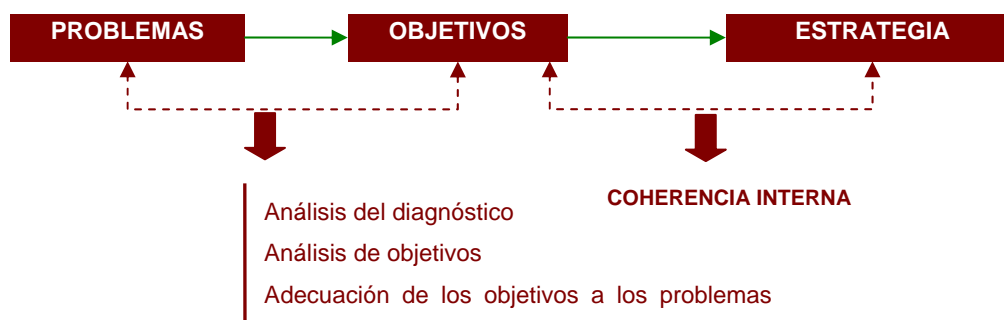 PROBLEMAS
OBJETIVOS
ESTRATEGIA
COHERENCIA INTERNA
Análisis del diagnóstico
Análisis de objetivos
Adecuación de los objetivos a los problemas